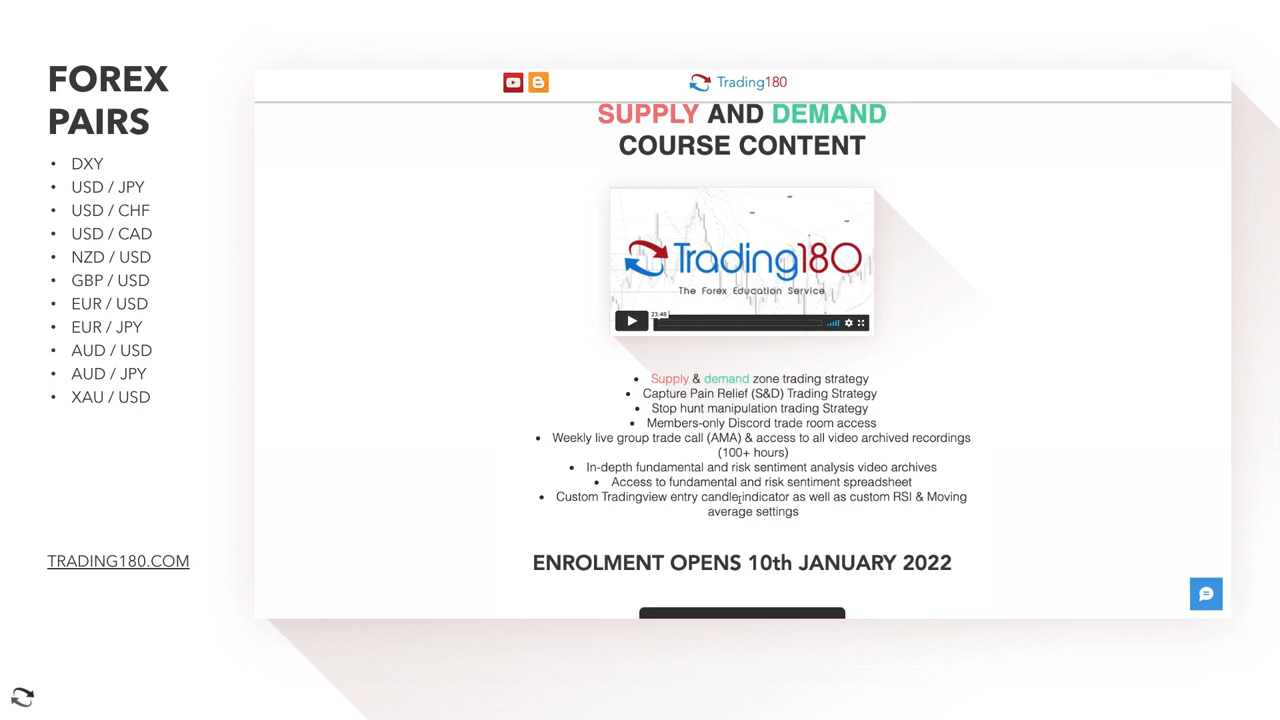 FOREX
PAIRS
• DXY
• USD / JPY
• USD / CHF
• USD / CAD
• NZD / USD
• GBP / USD
• EUR / USD
• EUR / JPY
• AUD / USD
• AUD / JPY
• XAU / USD
TRADING180.COM
Trading180
SUPPLY AND DEMAND
COURSE CONTENT
Trading180
The Forex Education Service
23:48
• Supply & demand zone trading strategy
• Capture Pain Relief (S&D) Trading Strategy
• Stop hunt manipulation trading Strategy
• Members-only Discord trade room access
• Weekly live group trade call (AMA) & access to all video archived recordings
(100+ hours)
• In-depth fundamental and risk sentiment analysis video archives
• Access to fundamental and risk sentiment spreadsheet
• Custom Tradingview entry candle indicator as well as custom RSI & Moving
average settings
ENROLMENT OPENS 10th JANUARY 2022